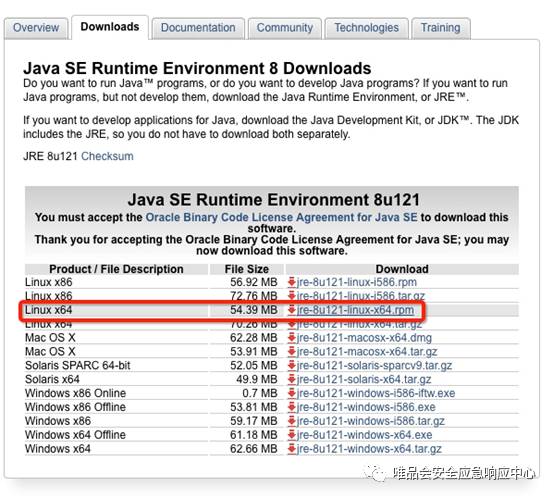 Overview Downloads Documentation Community Technologies Training
Java SE Runtime Environment 8 Downloads
Do you want to run Java™ programs, or do you want to develop Java programs? If you want to run
Java programs, but not develop them, download the Java Runtime Environment, or JRE™.
If you want to develop applications for Java, download the Java Development Kit, or JDK™. The JDK
includes the JRE, so you do not have to download both separately.
JRE 8u121 Checksum
Java SE Runtime Environment 8u121
You must accept the Oracle Binary Code License Agreement for Java SE to download this
software.
Thank you for accepting the Oracle Binary Code License Agreement for Java SE; you may
now download this software.
Product / File Description File Size Download
Linux x86 56.92 MB jre-8u121-linux-i586.rpm
Linux x86 72.76 MB jre-8u121-linux-i586.tar.gz
Linux x64 54.39 MB jre-8u121-linux-x64.rpm
Linux x64 70.26 MB jre-8u121-linux-x64.tar.gz
Mac OS X 62.28 MB jre-8u121-macosx-x64.dmg
Mac OS X 53.91 MB jre-8u121-macosx-x64.tar.gz
Solaris SPARC 64-bit 52.05 MB jre-8u121-solaris-sparcv9.tar.gz
Solaris x64 49.9 MB jre-8u121-solaris-x64.tar.gz
Windows x86 Online 0.7 MB jre-8u121-windows-i586-iftw.exe
Windows x86 Offline 53.81 MB jre-8u121-windows-i586.exe
Windows x86 59.17 MB jre-8u121-windows-i586.tar.gz
Windows x64 Offline 61.18 MB jre-8u121-windows-x64.exe
Windows x64 62.66 MB jre-8u121-windows-x64.tar.gz
唯品会安全应急响应中心